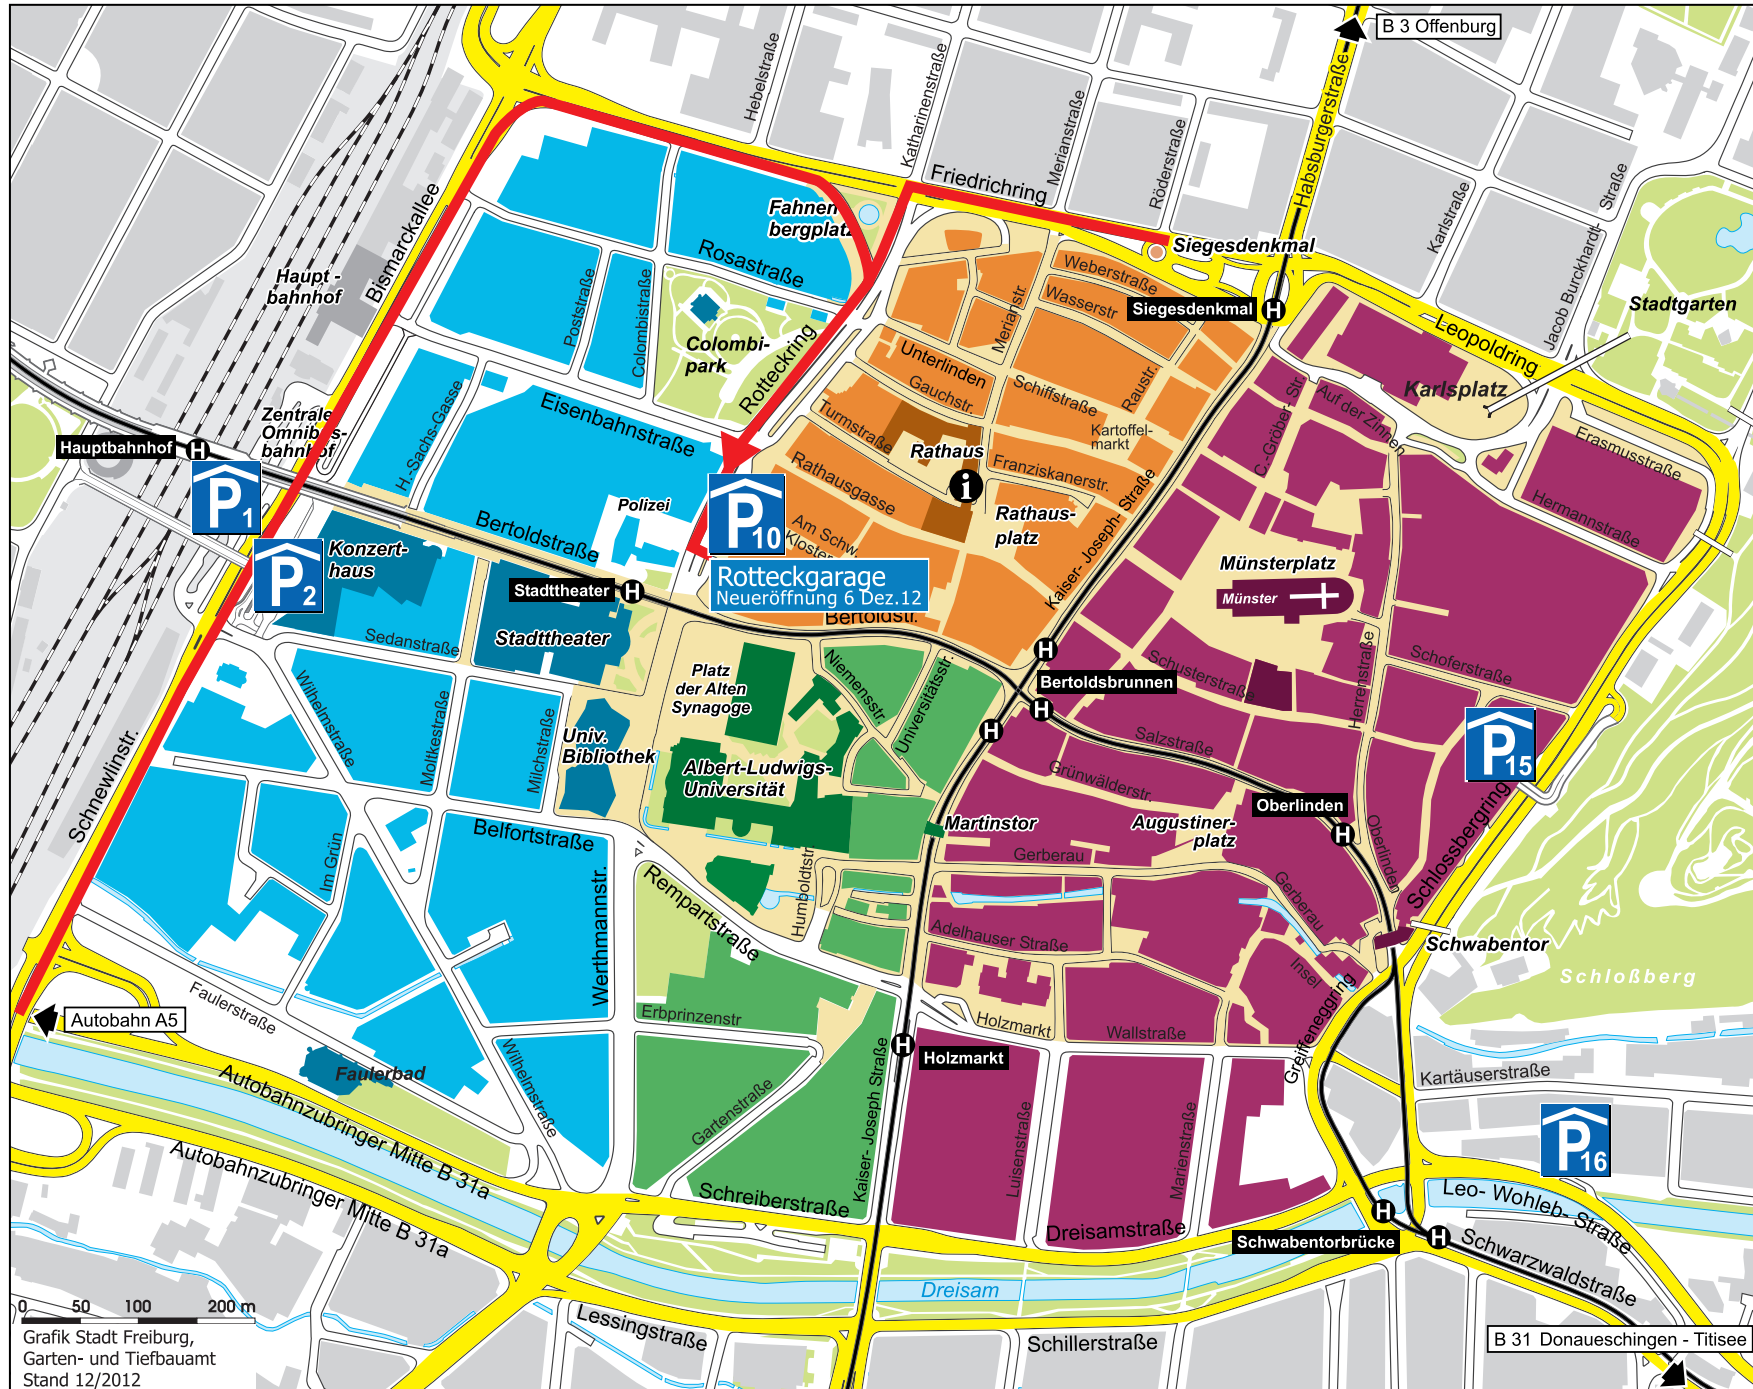 B 3 Offenburg
Hebelstraße
Katharinenstraße
Merianstraße
Röderstraße
Habsburgerstraße
Karlstraße
Jacob Burckhardt-
Straße
Friedrichring
Fahnen
bergplatz
Siegesdenkmal
Siegesdenkmal
Leopoldring
Stadtgarten
Bismarckallee
Haupt -
bahnhof
Rosastraße
Poststraße
Colombistraße
Colombi-
park
Rotteckring
Weberstraße
Wasserstr
Merianstr.
Unterlinden
Gauchstr.
Schiffstraße
Raustr.
Kartoffel-
markt
Turmstraße
Rathaus
Franziskanerstr.
Rathausgasse
i
Rathaus-
platz
Am Schw.
Kloster
Karlsplatz
Auf der Zinnen
C.-Gröber- Str.
Erasmusstraße
Hermannstraße
Zentraler
Omnibus-
bahnhof
Hauptbahnhof
H
P1
P2
H.-Sachs-Gasse
Eisenbahnstraße
Polizei
P10
Rotteckgarage
Neueröffnung 6 Dez.12
Bertoldstraße
Bertoldstr.
Konzert-
haus
Stadttheater
H
Stadttheater
Sedanstraße
Kaiser- Joseph- Straße
Münsterplatz
Münster
Schusterstraße
Herrenstraße
Schoferstraße
H
Bertoldsbrunnen
H
H
H
Platz
der Alten
Synagoge
Niemensstr.
Universitätsstr.
Univ.
Bibliothek
Albert-Ludwigs-
Universität
Wilhelmstraße
Moltkestraße
Milchstraße
Schnewlinstr.
Salzstraße
Grünwälderstr.
P15
Oberlinden
H
Oberlinden
Augustiner-
platz
Martinstor
Gerberau
Gerberau
Schlossbergring
Belfortstraße
Im Grün
Rempartstraße
Humboldtstr.
Werthmannstr.
Adelhauser Straße
Insel
Schwabentor
Schloßberg
Greiffeneggring
Faulerstraße
Autobahn A5
Erbprinzenstr
Holzmarkt
Wallstraße
H
Holzmarkt
Faulerbad
Wilhelmstraße
Gartenstraße
Kaiser- Joseph Straße
Luisenstraße
Marienstraße
Kartäuserstraße
P16
Autobahnzubringer Mitte B 31a
Autobahnzubringer Mitte B 31a
Schreiberstraße
Dreisamstraße
Schwabentorbrücke
H
H
Leo- Wohleb- Straße
Schwarzwaldstraße
Dreisam
Lessingstraße
Schillerstraße
B 31 Donaueschingen - Titisee
0 50 100 200 m
Grafik Stadt Freiburg,
Garten- und Tiefbauamt
Stand 12/2012